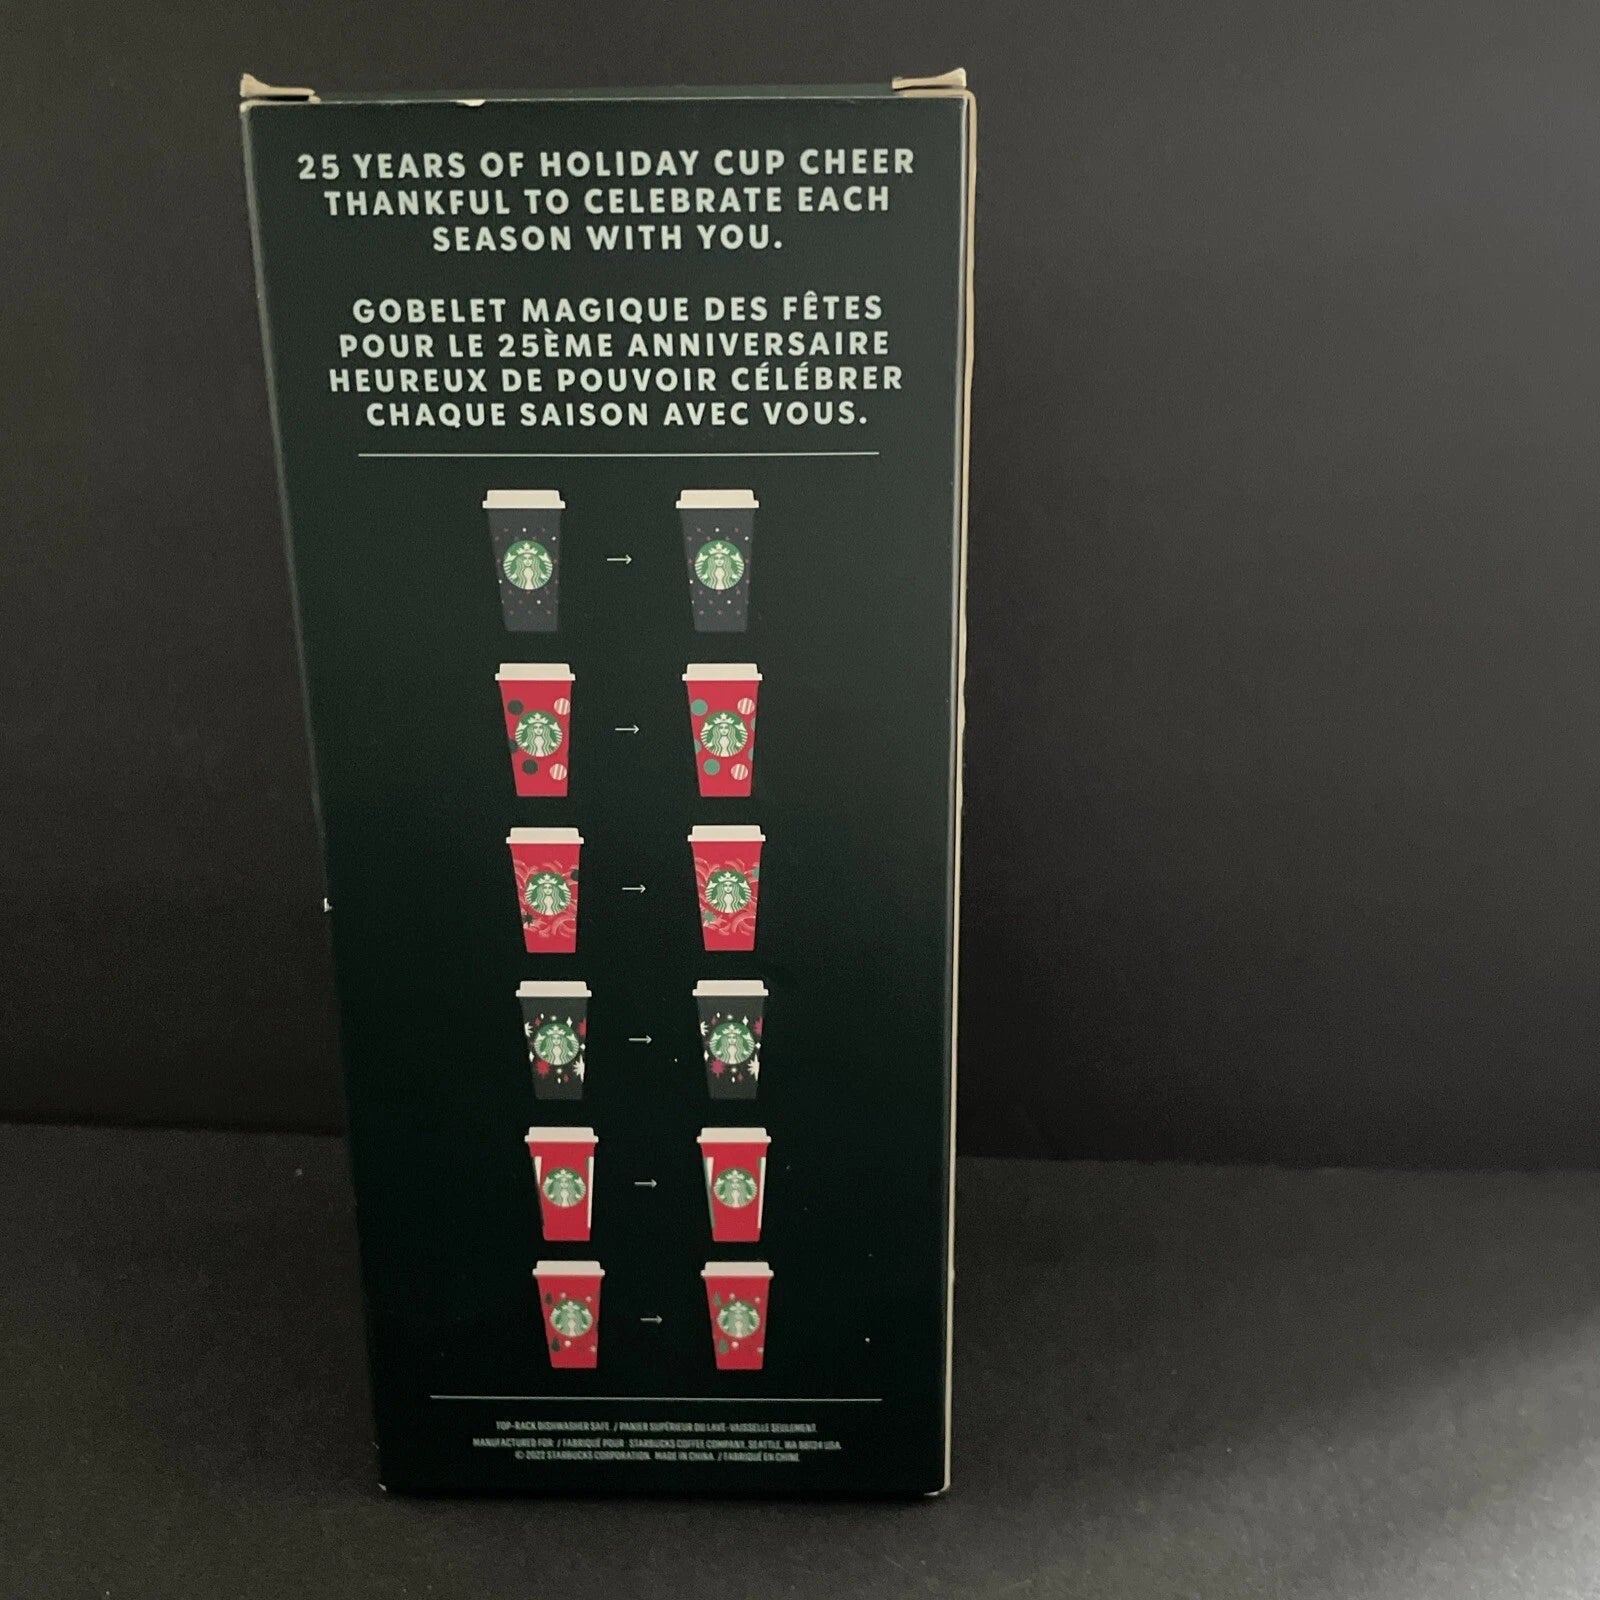 25 YEARS OF HOLIDAY CUP CHEER
THANKFUL TO CELEBRATE EACH
SEASON WITH YOU.
GOBELET MAGIQUE DES FÊTES
POUR LE 25ÈME ANNIVERSAIRE
HEUREUX DE POUVOIR CÉLÉBRER
CHAQUE SAISON AVEC VOUS.
TOP-RACK DISHWASHER SAFE. / PANIER SUPÉRIEUR DU LAVE-VAISSELLE SEULEMENT.
MANUFACTURED FOR / FABRIQUÉ POUR: STARBUCKS COFFEE COMPANY, SEATTLE, WA 98124 USA
© 2022 STARBUCKS CORPORATION. MADE IN CHINA. / FABRIQUÉ EN CHINE.